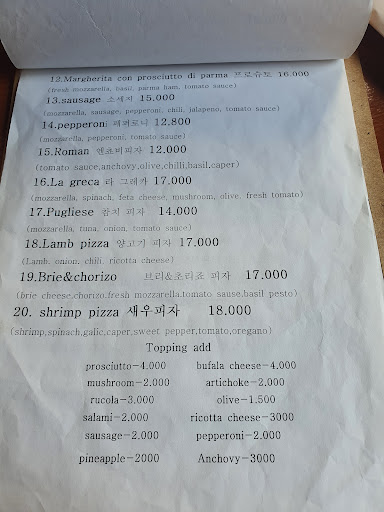 12.Margherita con prosciutto di parma 프로슈토 16.000
(fresh mozzarella, basil, parma ham, tomato sauce)
13.sausage 소세지 15.000
(mozzarella, sausage, pepperoni, chili, jalapeno, tomato sauce)
14.pepperoni 페퍼로니 12,800
(mozzarella, pepperoni, tomato sauce)
15.Roman 엔쵸비피자 12.000
(tomato sauce,anchovy,olive,chilli,basil,caper)
16.La greca 라 그레카 17.000
(mozzarella, spinach, feta cheese, mushroom, olive, fresh tomato)
17.Pugliese 참치 피자 14.000
(mozzarella, tuna, onion, tomato sauce)
18.Lamb pizza 양고기 피자 17.000
(Lamb, onion, chili, ricotta cheese)
19.Brie&chorizo 브리&초리죠 피자 17.000
(brie cheese,chorizo,fresh mozzarella,tomato sause,basil pesto)
20. shrimp pizza 새우피자 18.000
(shrimp,spinach,galic,caper,sweet pepper,tomato,oregano)
Topping add
prosciutto-4.000 bufala cheese-4.000
mushroom-2.000 artichoke-2.000
rucola-3.000 olive-1.500
salami-2.000 ricotta cheese-3000
sausage-2.000 pepperoni-2.000
pineapple-2000 Anchovy-3000